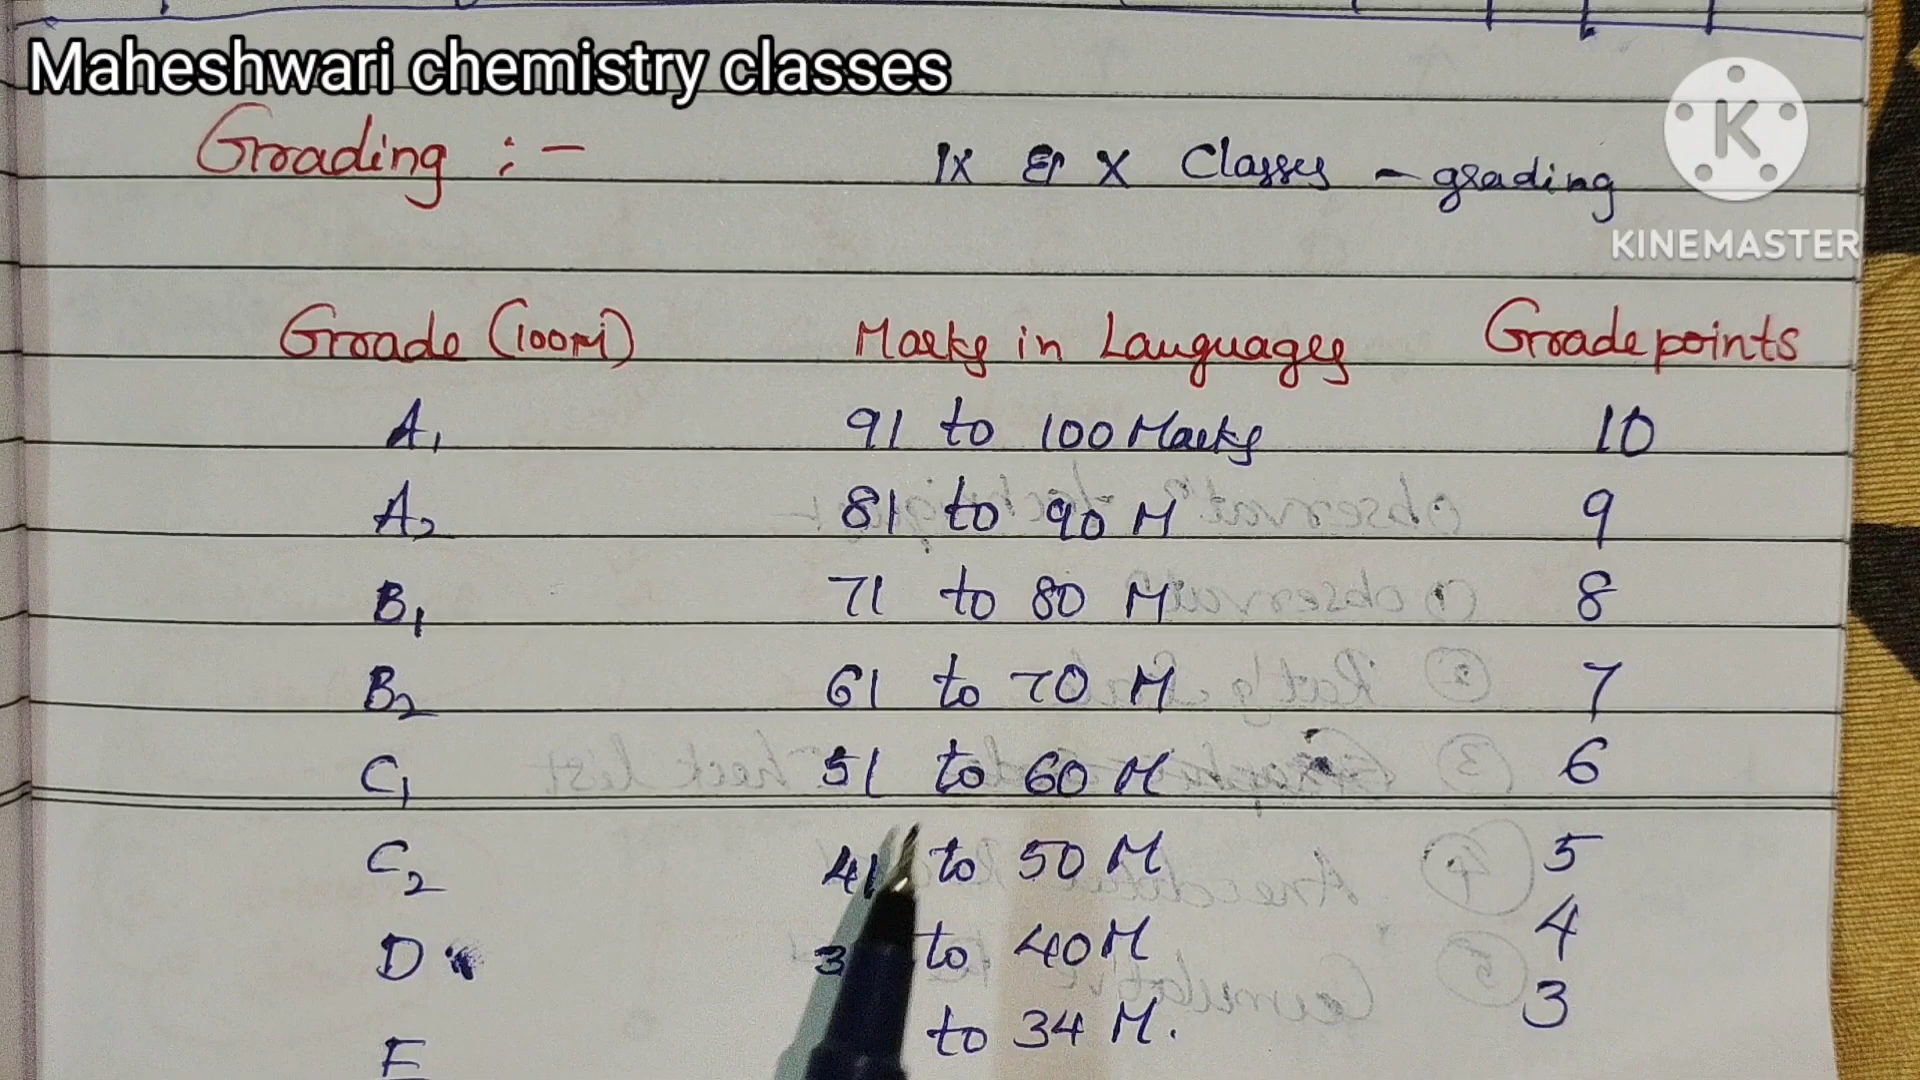 Maheshwari chemistry classes
Grading :-
IX & X Classes - grading
KINEMASTER
Grade (100M) Marks in Languages Grade points
A1 91 to 100 Marks 10
A2 81 to 90 M 9
B1 71 to 80 M 8
B2 61 to 70 M 7
C1 51 to 60 M 6
C2 41 to 50 M 5
D to 40 M 4
E to 34 M. 3